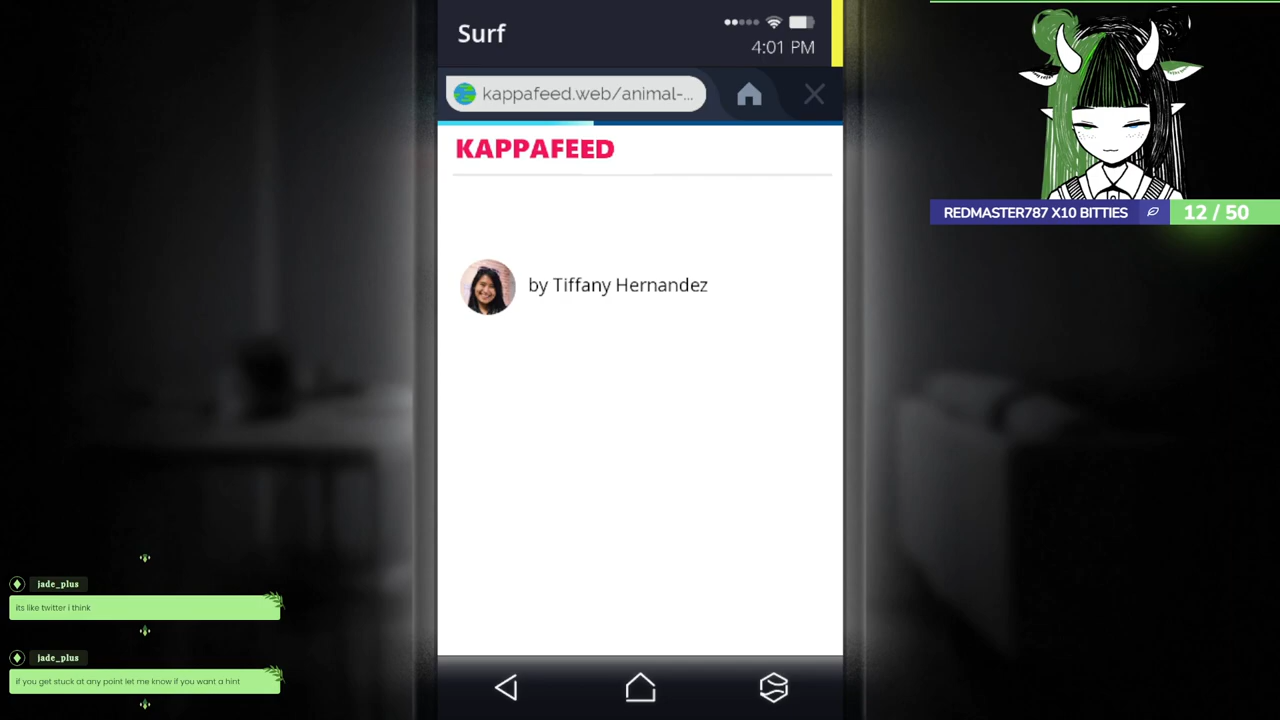 Surf
4:01 PM
kappafeed.web/animal-...
KAPPAFEED
by Tiffany Hernandez
REDMASTER787 X10 BITTIES
12 / 50
jade_plus
its like twitter i think
jade_plus
if you get stuck at any point let me know if you want a hint